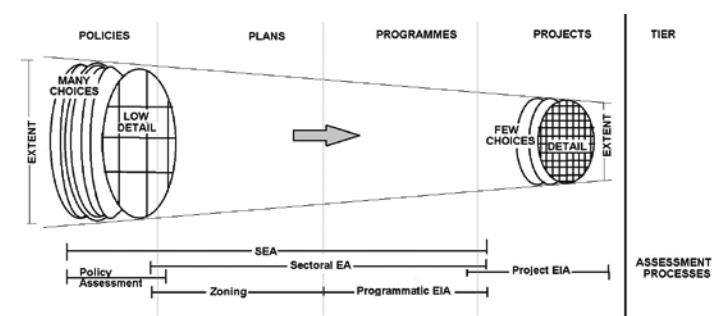 POLICIES
PLANS
PROGRAMMES
PROJECTS
TIER
MANY
CHOICES
LOW
DETAIL
EXTENT
FEW
CHOICES
DETAIL
EXTENT
SEA
Sectoral EA
Policy
Assessment
Project EIA
ASSESSMENT
PROCESSES
Zoning
Programmatic EIA